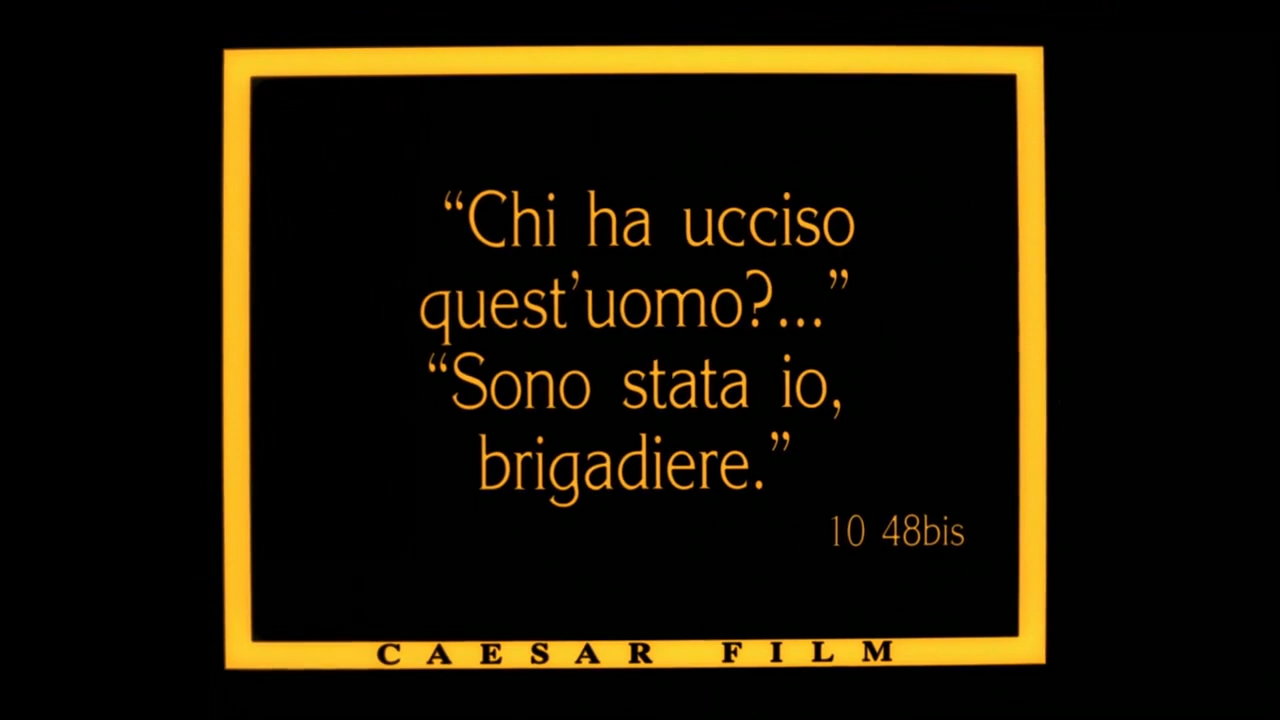 “Chi ha ucciso
quest’uomo?...”
“Sono stata io,
brigadiere.”
10 48bis
CAESAR FILM